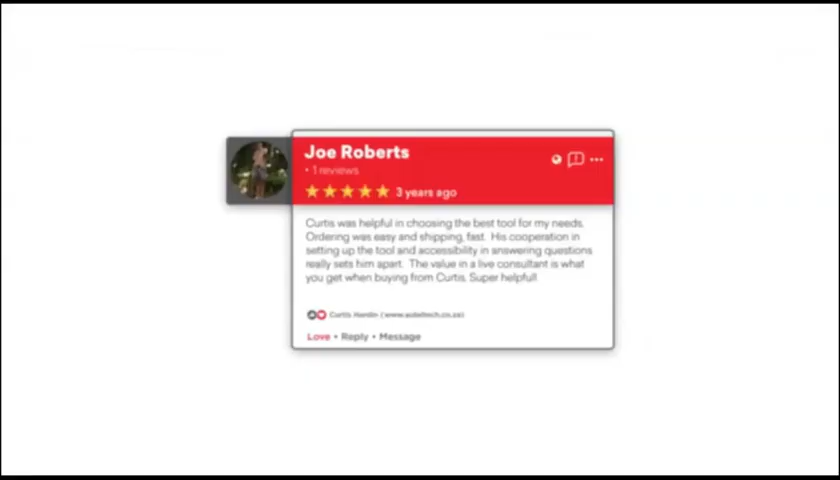 Joe Roberts
• 1 reviews
3 years ago
Curtis was helpful in choosing the best tool for my needs.
Ordering was easy and shipping, fast. His cooperation in
setting up the tool and accessibility in answering questions
really sets him apart. The value in a live consultant is what
you get when buying from Curtis. Super helpful!
Curtis
Love • Reply • Message